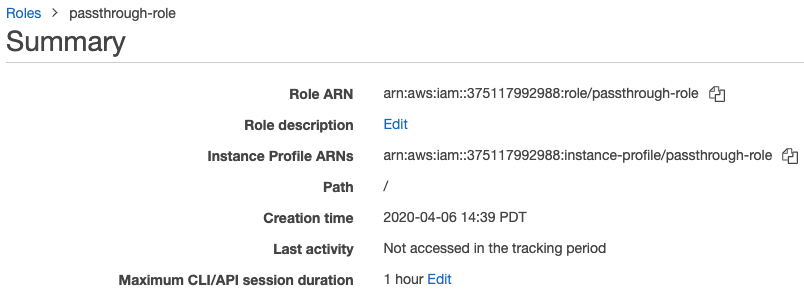 Roles > passthrough-role
Summary
Role ARN arn:aws:iam::375117992988:role/passthrough-role
Role description Edit
Instance Profile ARNs arn:aws:iam::375117992988:instance-profile/passthrough-role
Path /
Creation time 2020-04-06 14:39 PDT
Last activity Not accessed in the tracking period
Maximum CLI/API session duration 1 hour Edit